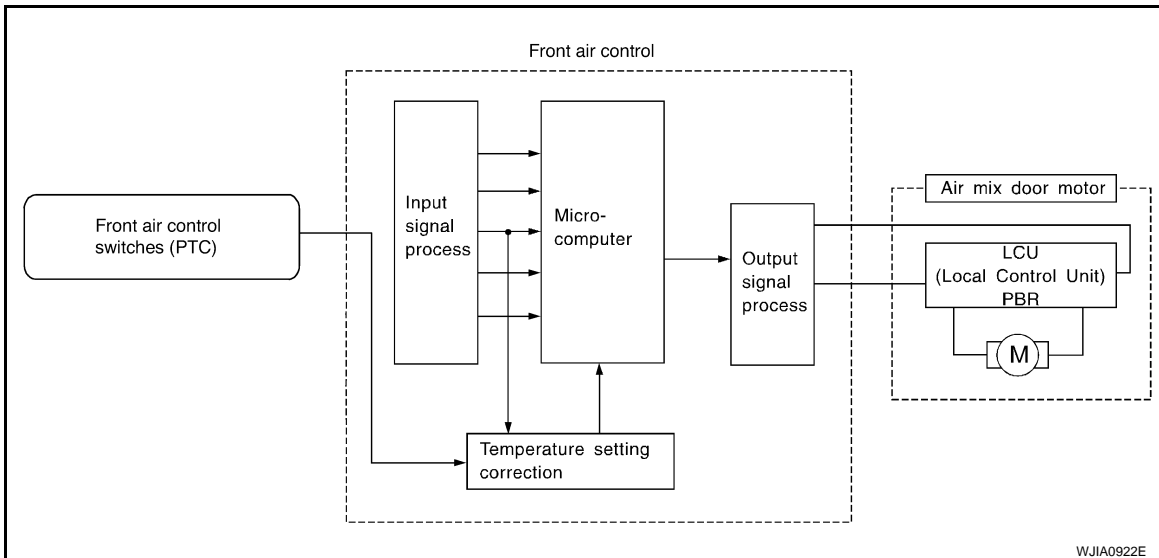 Front air control
Front air control
switches (PTC)
Input
signal
process
Micro-
computer
Temperature setting
correction
Output
signal
process
Air mix door motor
LCU
(Local Control Unit)
PBR
M
WJIA0922E